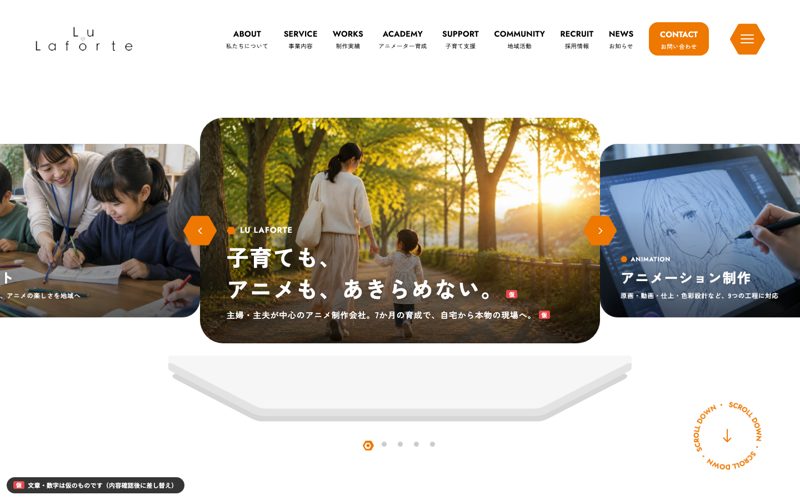 Lu
Laforte
ABOUT
私たちについて
SERVICE
事業内容
WORKS
制作実績
ACADEMY
アニメーター育成
SUPPORT
子育て支援
COMMUNITY
地域活動
RECRUIT
採用情報
NEWS
お知らせ
CONTACT
お問い合わせ
ト
、アニメの楽しさを地域へ
LU LAFORTE
子育ても、
アニメも、あきらめない。 仮
主婦・主夫が中心のアニメ制作会社。7か月の育成で、自宅から本物の現場へ。 仮
ANIMATION
アニメーション制作
原画・動画・仕上・色彩設計など、9つの工程に対応
SCROLL DOWN・SCROLL DOWN・SCROLL DOWN・SCROLL DOWN・
仮 文章・数字は仮のものです（内容確認後に差し替え）